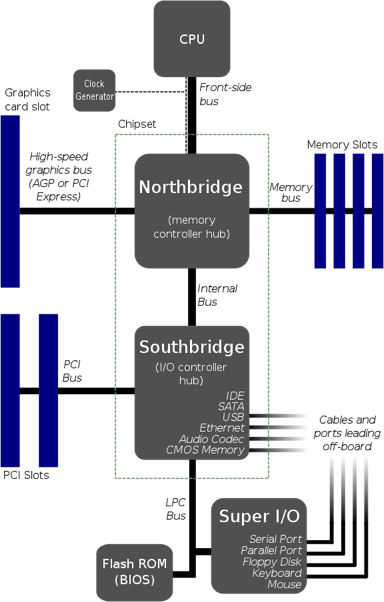 CPU
Clock
Generator
Front-side
bus
Graphics
card slot
Chipset
High-speed
graphics bus
(AGP or PCI
Express)
Northbridge
(memory
controller hub)
Memory
bus
Memory Slots
Internal
Bus
Southbridge
(I/O controller
hub)
PCI
Bus
IDE
SATA
USB
Ethernet
Audio Codec
CMOS Memory
Cables and
ports leading
off-board
PCI Slots
LPC
Bus
Super I/O
Serial Port
Parallel Port
Floppy Disk
Keyboard
Mouse
Flash ROM
(BIOS)